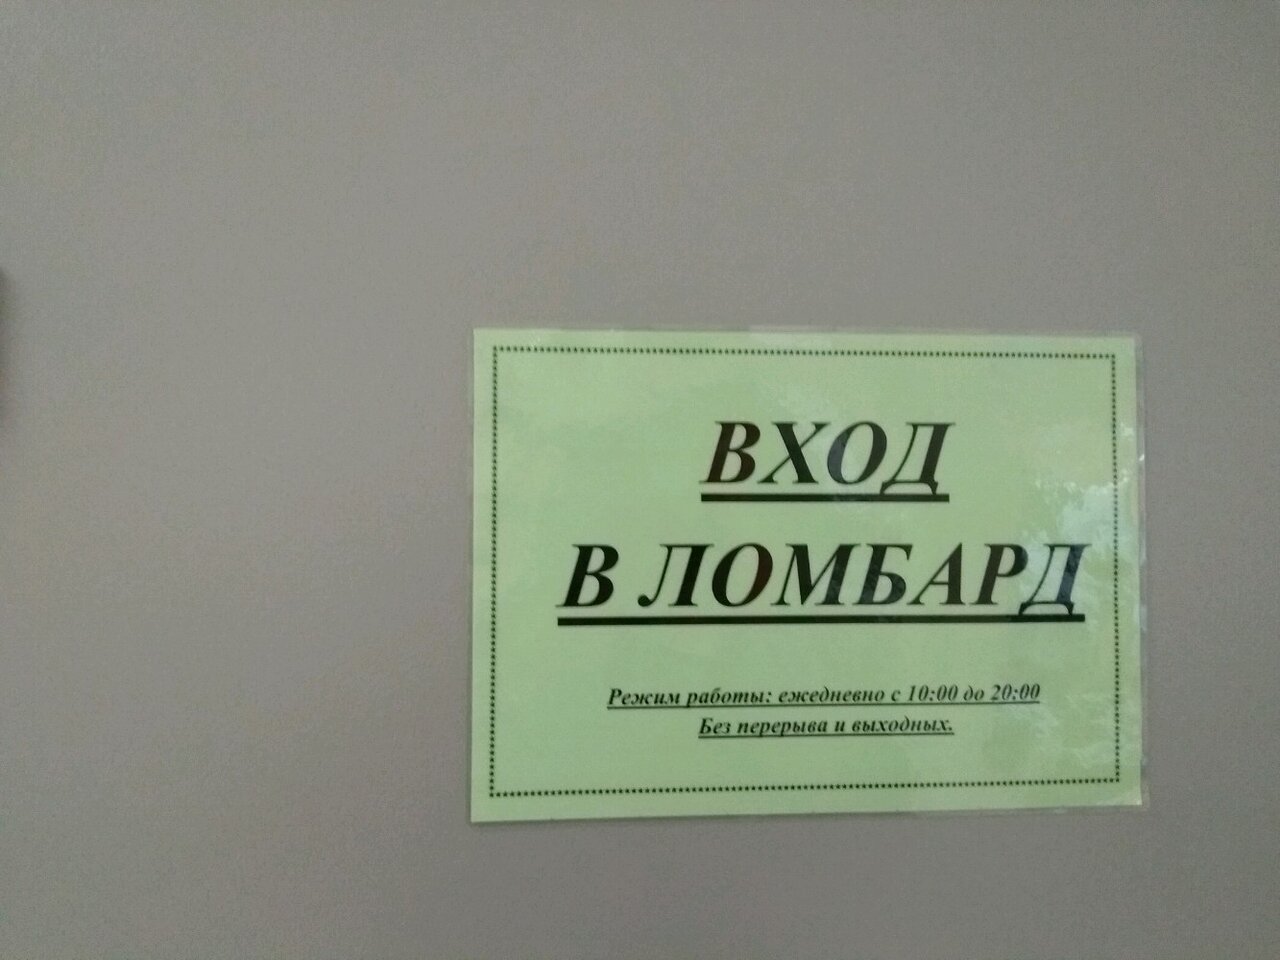 ВХОД
В ЛОМБАРД
Режим работы: ежедневно с 10:00 до 20:00
Без перерыва и выходных.